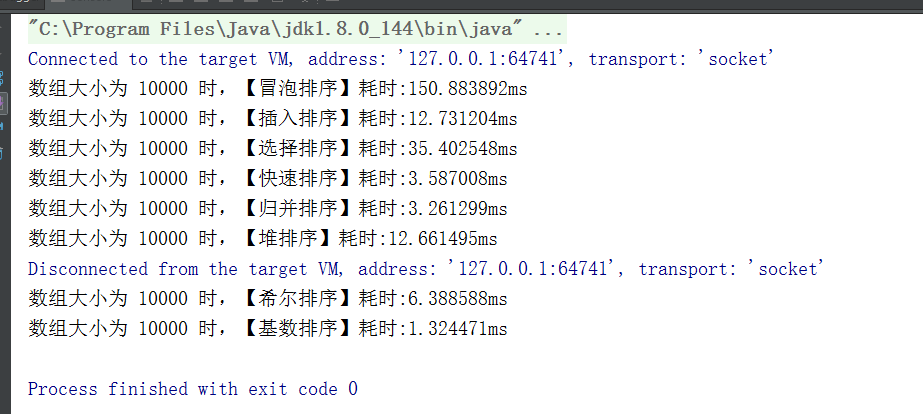 "C:\Program Files\Java\jdk1.8.0_144\bin\java" ...
Connected to the target VM, address: '127.0.0.1:64741', transport: 'socket'
数组大小为 10000 时,【冒泡排序】耗时:150.883892ms
数组大小为 10000 时,【插入排序】耗时:12.731204ms
数组大小为 10000 时,【选择排序】耗时:35.402548ms
数组大小为 10000 时,【快速排序】耗时:3.587008ms
数组大小为 10000 时,【归并排序】耗时:3.261299ms
数组大小为 10000 时,【堆排序】耗时:12.661495ms
Disconnected from the target VM, address: '127.0.0.1:64741', transport: 'socket'
数组大小为 10000 时,【希尔排序】耗时:6.388588ms
数组大小为 10000 时,【基数排序】耗时:1.324471ms
Process finished with exit code 0